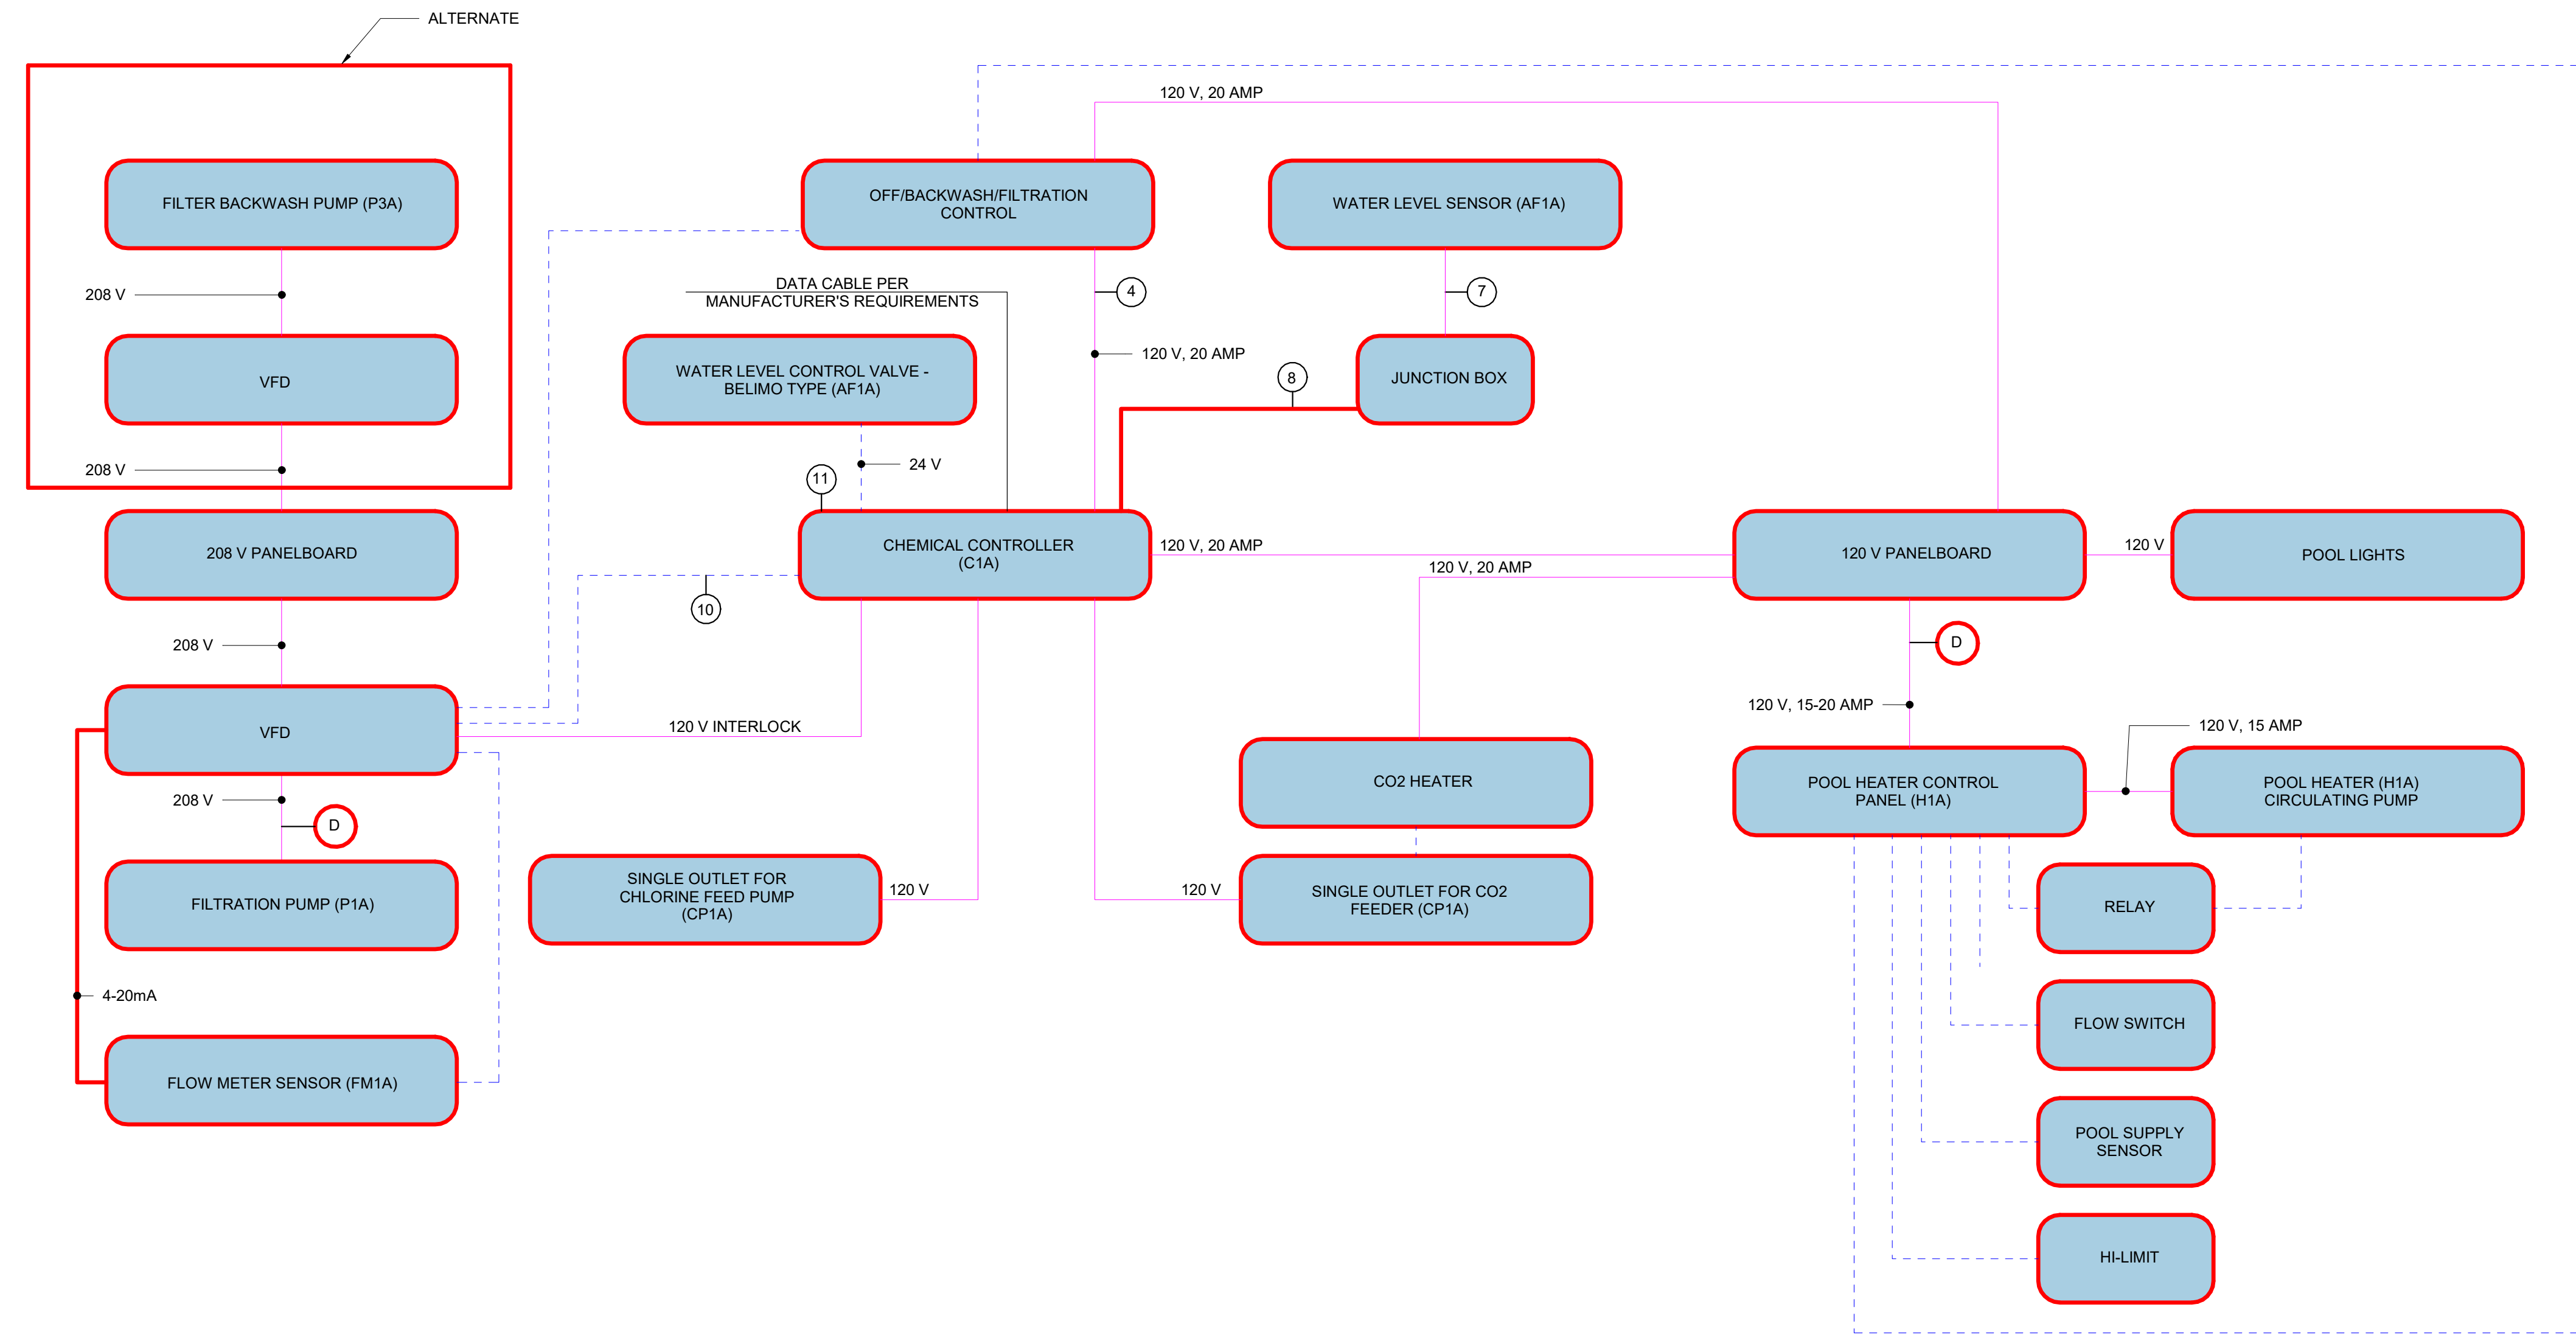 ALTERNATE
120 V, 20 AMP
FILTER BACKWASH PUMP (P3A)
OFF/BACKWASH/FILTRATION
CONTROL
WATER LEVEL SENSOR (AF1A)
208 V
DATA CABLE PER
MANUFACTURER'S REQUIREMENTS
4
7
120 V, 20 AMP
VFD
WATER LEVEL CONTROL VALVE -
BELIMO TYPE (AF1A)
8
JUNCTION BOX
208 V
24 V
11
208 V PANELBOARD
CHEMICAL CONTROLLER
(C1A)
120 V, 20 AMP
120 V, 20 AMP
120 V PANELBOARD
120 V
POOL LIGHTS
10
208 V
D
VFD
120 V INTERLOCK
120 V, 15-20 AMP
120 V, 15 AMP
208 V
D
CO2 HEATER
POOL HEATER CONTROL
PANEL (H1A)
POOL HEATER (H1A)
CIRCULATING PUMP
FILTRATION PUMP (P1A)
SINGLE OUTLET FOR
CHLORINE FEED PUMP
(CP1A)
120 V
120 V
SINGLE OUTLET FOR CO2
FEEDER (CP1A)
RELAY
4-20mA
FLOW SWITCH
FLOW METER SENSOR (FM1A)
POOL SUPPLY
SENSOR
HI-LIMIT